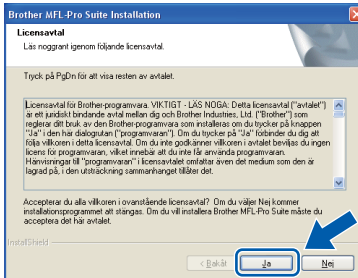 Brother MFL-Pro Suite Installation
Licensavtal
Läs noggrant igenom följande licensavtal.
Tryck på PgDn för att visa resten av avtalet.
Licensavtal för Brother-programvara. VIKTIGT - LÄS NOGA: Detta licensavtal ("avtalet")
är ett juridiskt bindande avtal mellan dig och Brother Industries, Ltd. ("Brother") som
reglerar ditt bruk av den Brother-programvara som installeras om du trycker på knappen
"Ja" i den här dialogrutan ("programvaran"). Om du trycker på "Ja" förbinder du dig att
följa villkoren i detta licensavtal. Om du inte godkänner villkoren i avtalet beviljas du ingen
licens för programvaran, vilket innebär att du inte får använda programvaran.
Hänvisningar till "programvaran" i licensavtalet omfattar även det medium som den är
lagrad på, i den utsträckning sammanhanget tillåter det.
Accepterar du alla villkoren i ovanstående licensavtal? Om du väljer Nej kommer
installationsprogrammet att stängas. Om du vill installera Brother MFL-Pro Suite måste du
acceptera det här avtalet.
InstallShield
< Bakåt
Ja
Nej